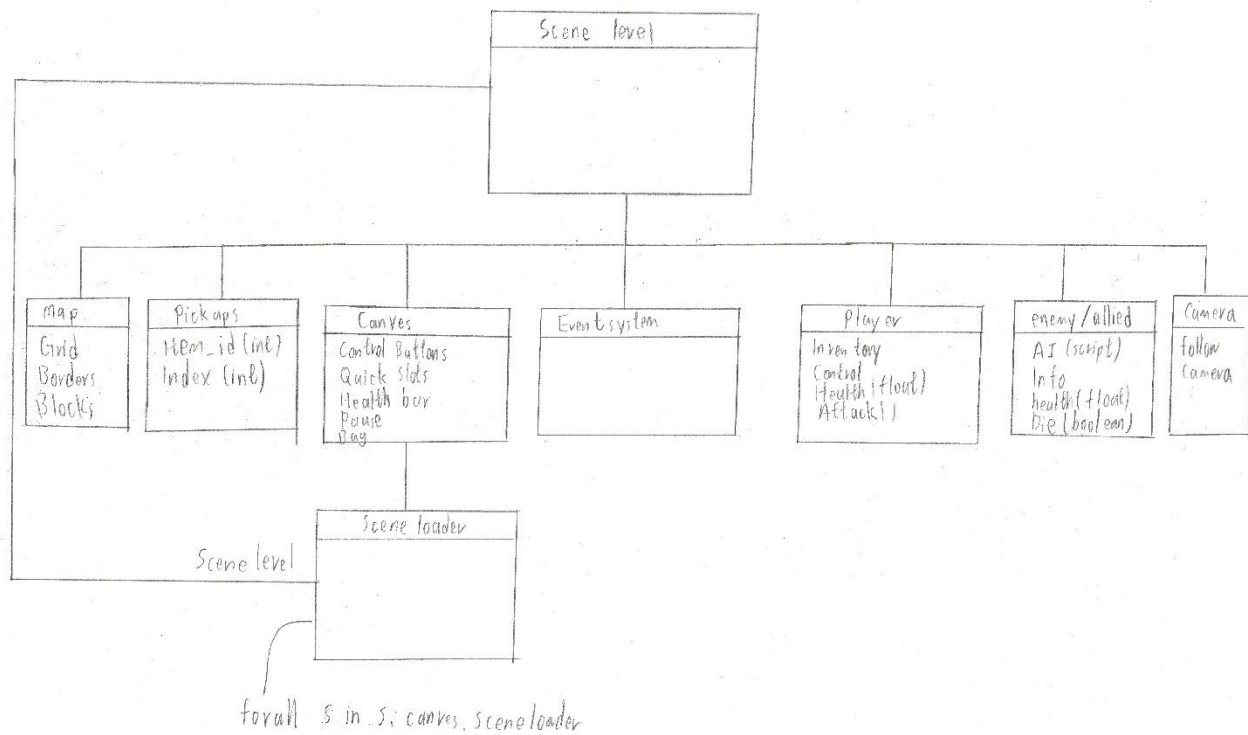 Scene level
Map
Grid
Borders
Blocks
Pickups
Item_id (int)
Index (int)
Canves
Control Buttons
Quick Slots
Health bar
Pause
Bag
Eventsystem
Player
Inventory
Control
Health (float)
Attack()
enemy/allied
AI (script)
Info
health (float)
Die (boolean)
Camera
follow
Camera
Scene loader
Scene level
forall s in s; canves. sceneloader